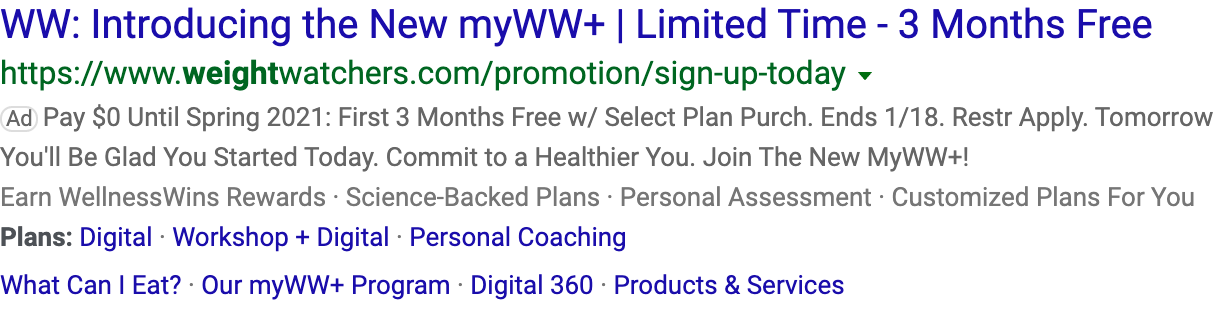 WW: Introducing the New myWW+ | Limited Time - 3 Months Free
https://www.weightwatchers.com/promotion/sign-up-today
Ad Pay $0 Until Spring 2021: First 3 Months Free w/ Select Plan Purch. Ends 1/18. Restr Apply. Tomorrow
You'll Be Glad You Started Today. Commit to a Healthier You. Join The New MyWW+!
Earn WellnessWins Rewards · Science-Backed Plans · Personal Assessment · Customized Plans For You
Plans: Digital · Workshop + Digital · Personal Coaching
What Can I Eat? · Our myWW+ Program · Digital 360 · Products & Services